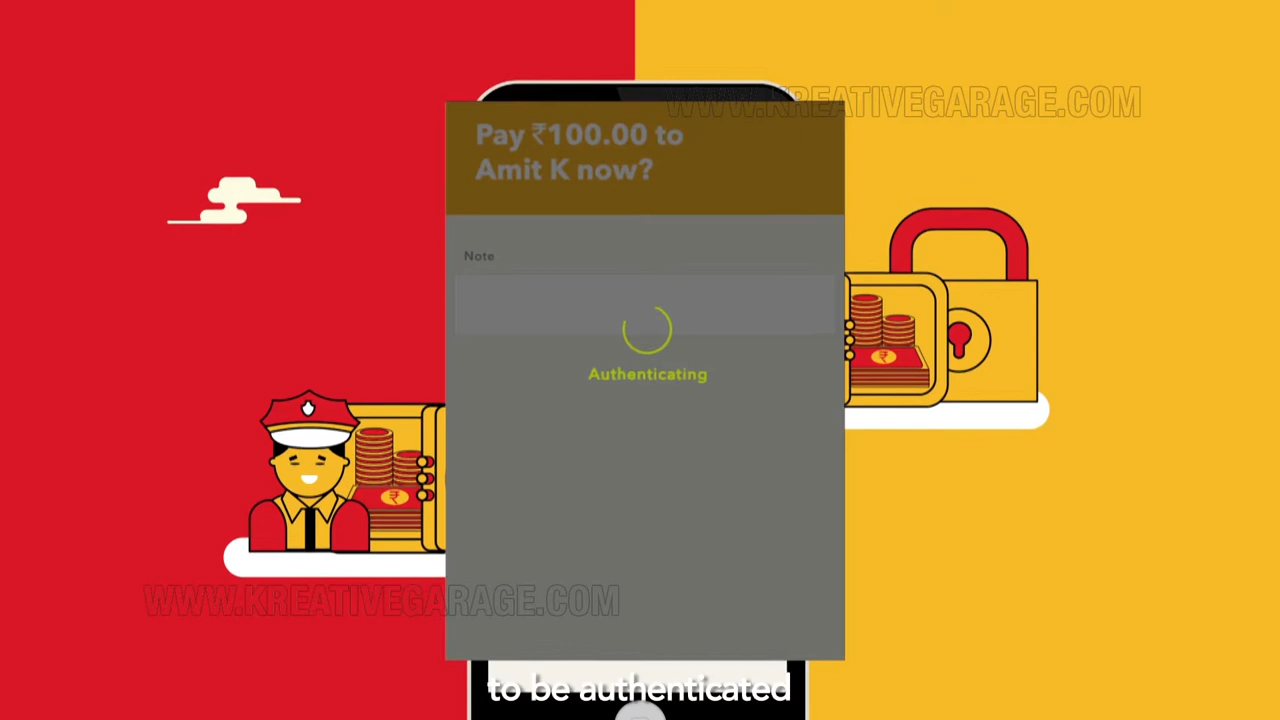 WWW.KREATIVEGARAGE.COM
Pay ₹100.00 to
Amit K now?
Note
Authenticating
₹
₹
WWW.KREATIVEGARAGE.COM
to be authenticated